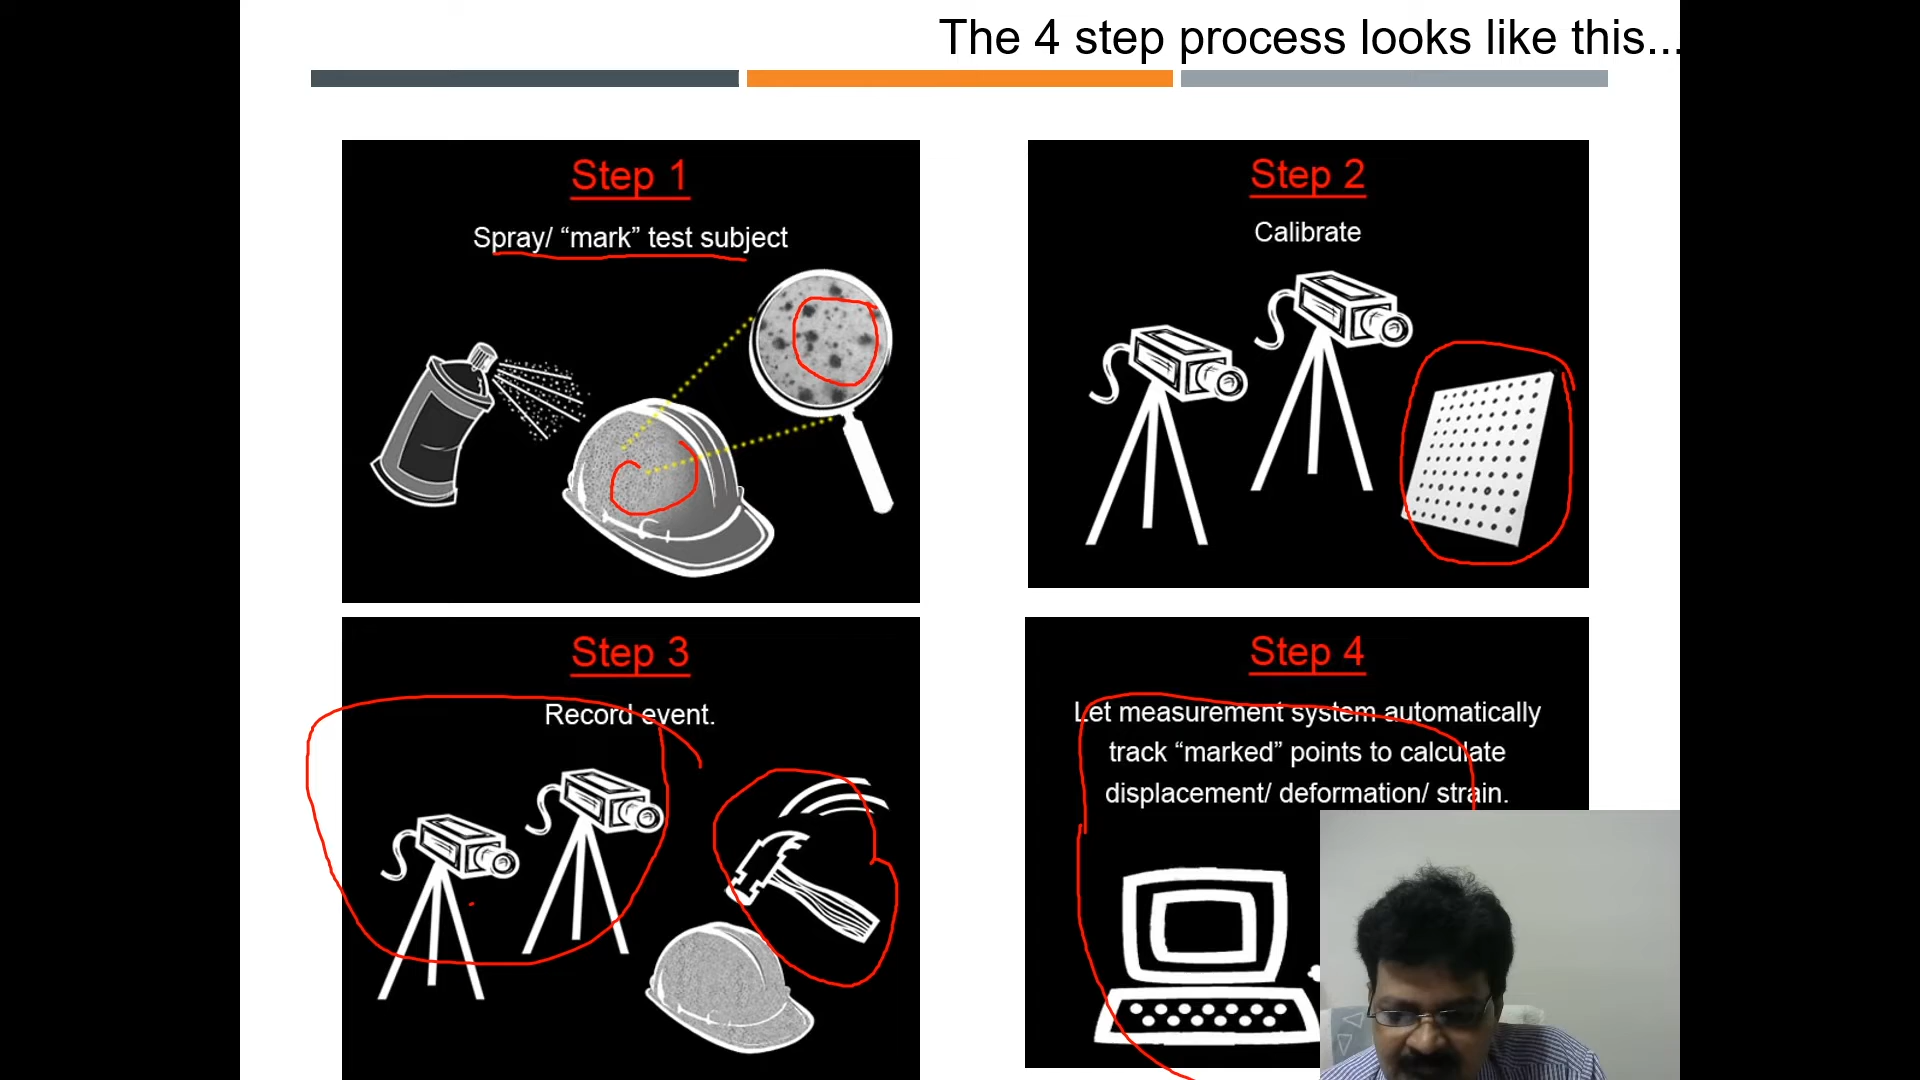 The 4 step process looks like this...
Step 1
Spray/ “mark” test subject
Step 2
Calibrate
Step 3
Record event.
Step 4
Let measurement system automatically
track “marked” points to calculate
displacement/ deformation/ strain.